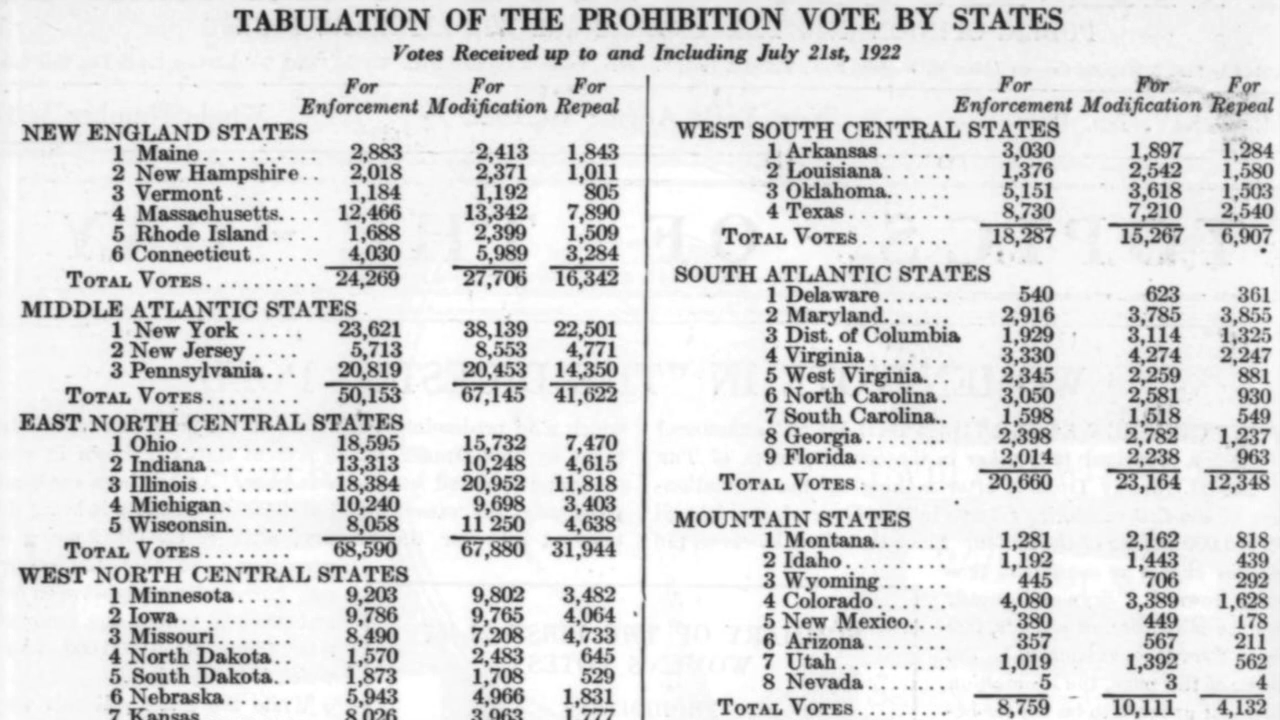 TABULATION OF THE PROHIBITION VOTE BY STATES
Votes Received up to and Including July 21st, 1922
For For For
Enforcement Modification Repeal
NEW ENGLAND STATES
1 Maine........ 2,883 2,413 1,843
2 New Hampshire.. 2,018 2,371 1,011
3 Vermont...... 1,184 1,192 805
4 Massachusetts.. 12,466 13,342 7,890
5 Rhode Island... 1,688 2,399 1,509
6 Connecticut.... 4,030 5,989 3,284
TOTAL VOTES........ 24,269 27,706 16,342
MIDDLE ATLANTIC STATES
1 New York..... 23,621 38,139 22,501
2 New Jersey.... 5,713 8,553 4,771
3 Pennsylvania... 20,819 20,453 14,350
TOTAL VOTES........ 50,153 67,145 41,622
EAST NORTH CENTRAL STATES
1 Ohio......... 18,595 15,732 7,470
2 Indiana....... 13,313 10,248 4,615
3 Illinois....... 18,384 20,952 11,818
4 Michigan...... 10,240 9,698 3,403
5 Wisconsin..... 8,058 11 250 4,638
TOTAL VOTES........ 68,590 67,880 31,944
WEST NORTH CENTRAL STATES
1 Minnesota..... 9,203 9,802 3,482
2 Iowa......... 9,786 9,765 4,064
3 Missouri...... 8,490 7,208 4,733
4 North Dakota... 1,570 2,483 645
5 South Dakota... 1,873 1,708 529
6 Nebraska..... 5,943 4,966 1,831
7 Kansas....... 8,026 3,963 1,777
For For For
Enforcement Modification Repeal
WEST SOUTH CENTRAL STATES
1 Arkansas...... 3,030 1,897 1,284
2 Louisiana...... 1,376 2,542 1,580
3 Oklahoma...... 5,151 3,618 1,503
4 Texas........ 8,730 7,210 2,540
TOTAL VOTES........ 18,287 15,267 6,907
SOUTH ATLANTIC STATES
1 Delaware...... 540 623 361
2 Maryland...... 2,916 3,785 3,855
3 Dist. of Columbia 1,929 3,114 1,325
4 Virginia....... 3,330 4,274 2,247
5 West Virginia... 2,345 2,259 881
6 North Carolina.. 3,050 2,581 930
7 South Carolina.. 1,598 1,518 549
8 Georgia....... 2,398 2,782 1,237
9 Florida....... 2,014 2,238 963
TOTAL VOTES........ 20,660 23,164 12,348
MOUNTAIN STATES
1 Montana...... 1,281 2,162 818
2 Idaho........ 1,192 1,443 439
3 Wyoming...... 445 706 292
4 Colorado...... 4,080 3,389 1,628
5 New Mexico.... 380 449 178
6 Arizona....... 357 567 211
7 Utah......... 1,019 1,392 562
8 Nevada....... 5 3 4
TOTAL VOTES........ 8,759 10,111 4,132